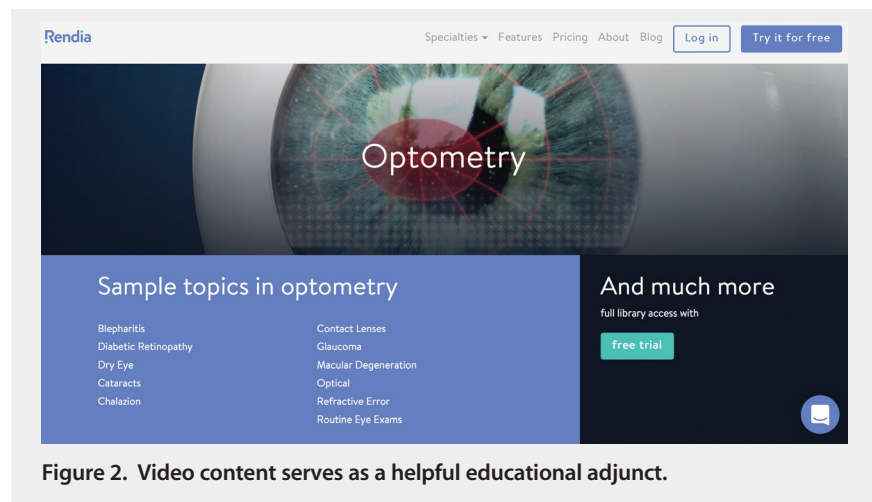 Rendia
Specialties Features Pricing About Blog Log in Try it for free
Optometry
Sample topics in optometry
Blepharitis
Diabetic Retinopathy
Dry Eye
Cataracts
Chalazion
Contact Lenses
Glaucoma
Macular Degeneration
Optical
Refractive Error
Routine Eye Exams
And much more
full library access with
free trial
Figure 2. Video content serves as a helpful educational adjunct.